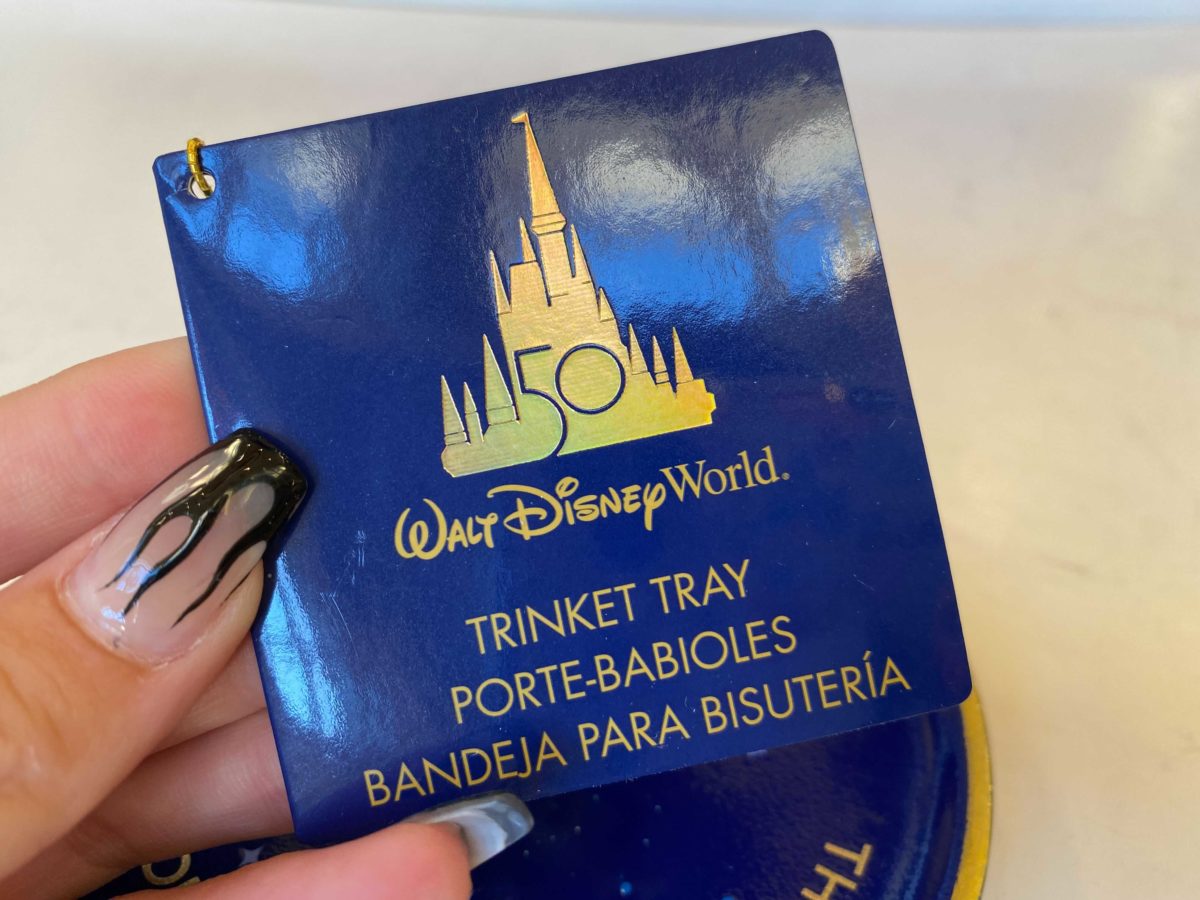 50
Walt Disney World®
TRINKET TRAY
PORTE-BABIOLES
BANDEJA PARA BISUTERÍA